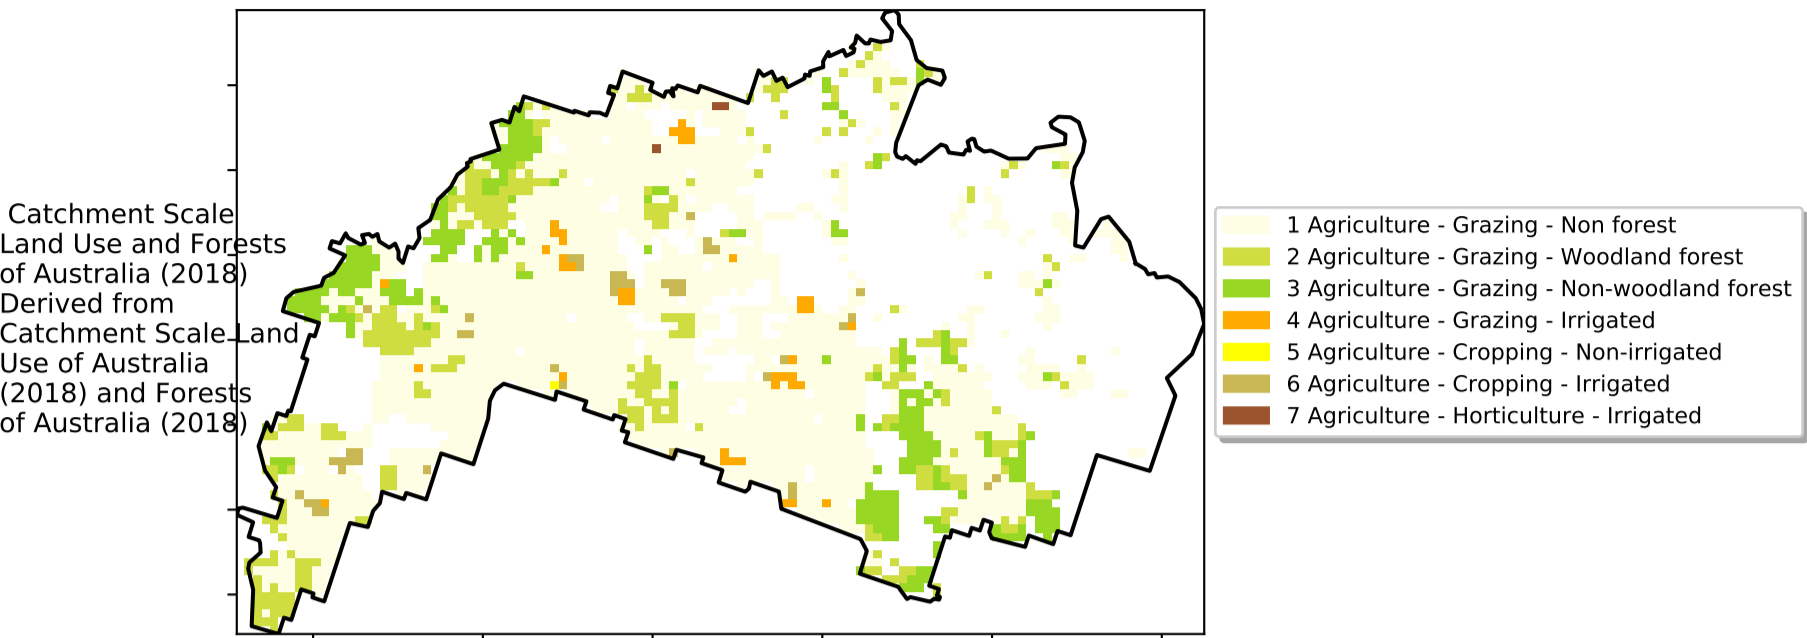 Catchment Scale
Land Use and Forests
of Australia (2018)
Derived from
Catchment Scale Land
Use of Australia
(2018) and Forests
of Australia (2018)
1 Agriculture - Grazing - Non forest
2 Agriculture - Grazing - Woodland forest
3 Agriculture - Grazing - Non-woodland forest
4 Agriculture - Grazing - Irrigated
5 Agriculture - Cropping - Non-irrigated
6 Agriculture - Cropping - Irrigated
7 Agriculture - Horticulture - Irrigated